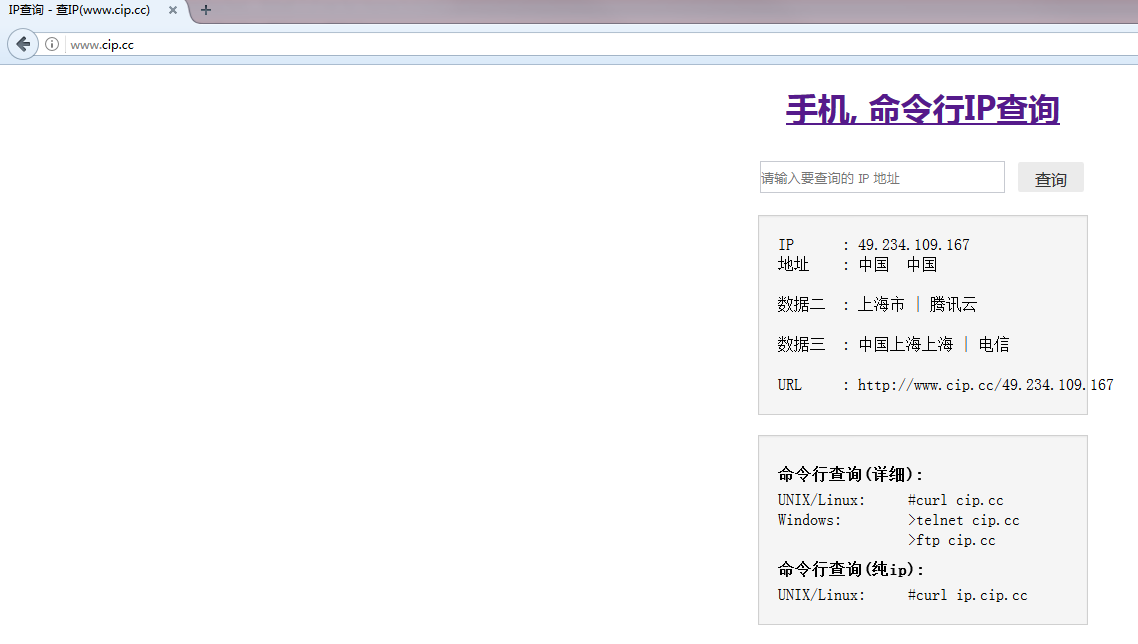 IP查询 - 查IP(www.cip.cc)
www.cip.cc
手机, 命令行IP查询
请输入要查询的 IP 地址 查询
IP : 49.234.109.167
地址 : 中国 中国
数据二 : 上海市 | 腾讯云
数据三 : 中国上海上海 | 电信
URL : http://www.cip.cc/49.234.109.167
命令行查询(详细):
UNIX/Linux: #curl cip.cc
Windows: >telnet cip.cc
>ftp cip.cc
命令行查询(纯ip):
UNIX/Linux: #curl ip.cip.cc